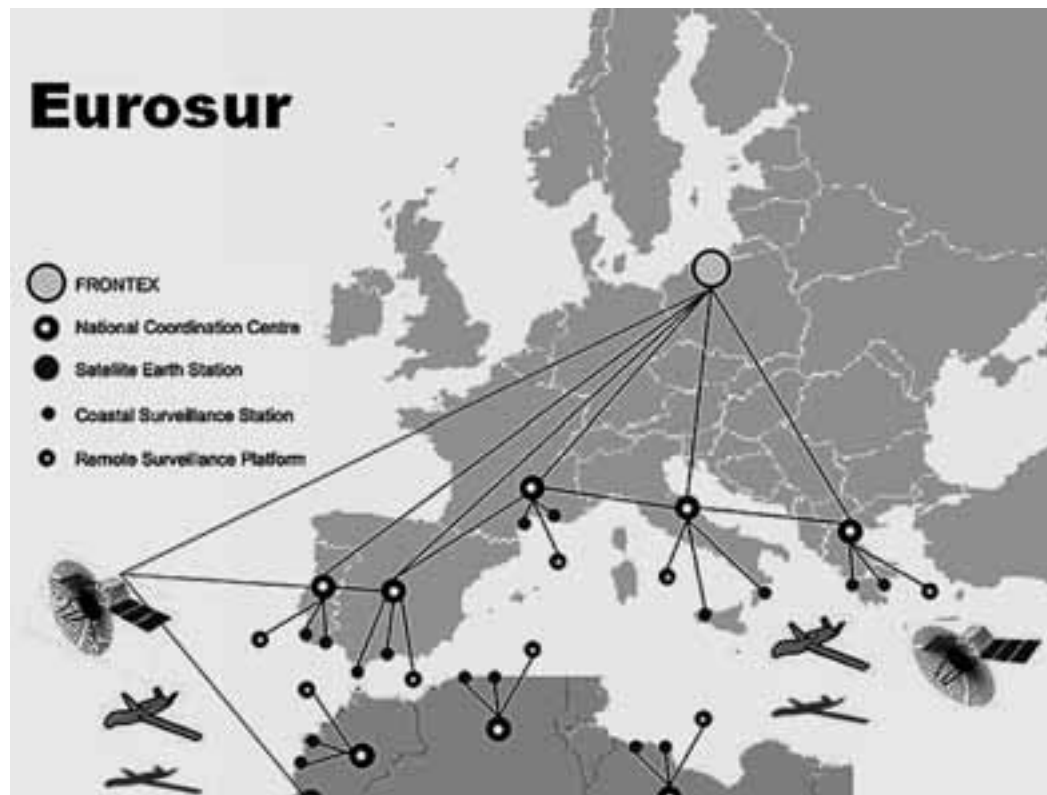 Eurosur
FRONTEX
National Coordination Centre
Satellite Earth Station
Coastal Surveillance Station
Remote Surveillance Platform